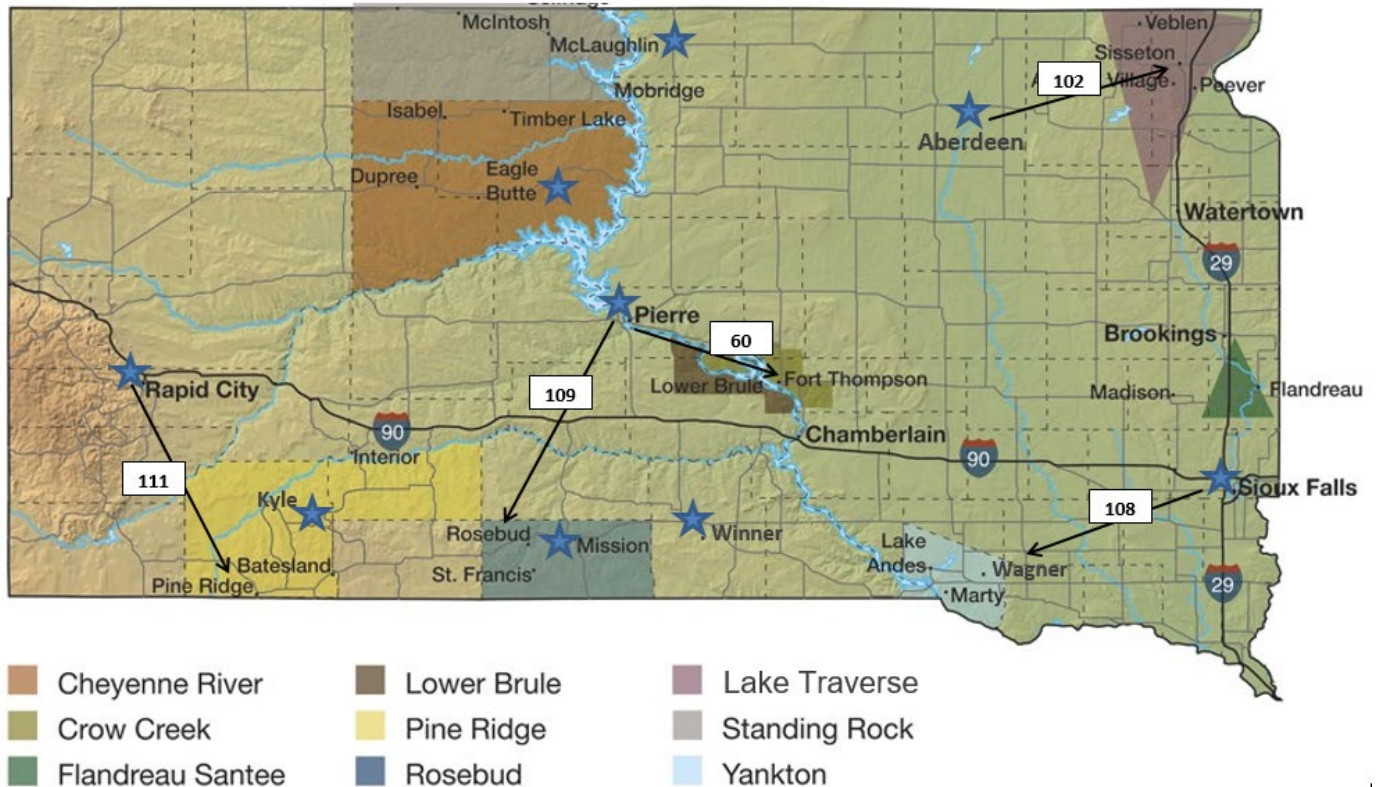 McIntosh
Veblen
McLaughlin
Sisseton
102
Village
Peever
Mobridge
Isabel
Timber Lake
Aberdeen
Eagle
Butte
Dupree
Watertown
29
Pierre
60
Brookings
Rapid City
109
Lower Brule
Fort Thompson
Madison
Flandreau
90
Chamberlain
Interior
90
111
Sioux Falls
Kyle
108
Rosebud
Mission
Winner
Lake
Andes
Batesland
St. Francis
Wagner
Pine Ridge
Marty
29
Cheyenne River
Lower Brule
Lake Traverse
Crow Creek
Pine Ridge
Standing Rock
Flandreau Santee
Rosebud
Yankton